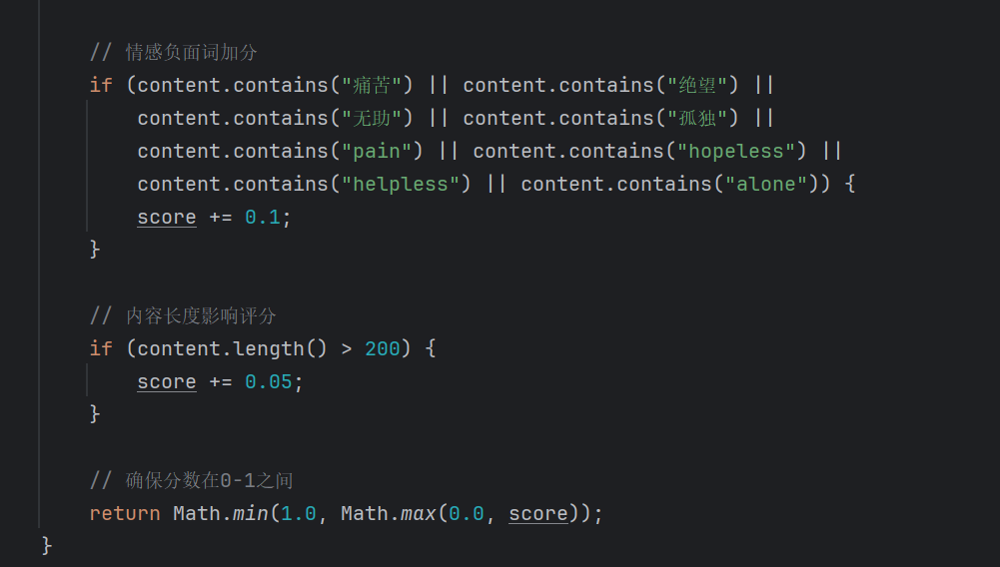 // 情感负面词加分
if (content.contains("痛苦") || content.contains("绝望") ||
content.contains("无助") || content.contains("孤独") ||
content.contains("pain") || content.contains("hopeless") ||
content.contains("helpless") || content.contains("alone")) {
score += 0.1;
}
// 内容长度影响评分
if (content.length() > 200) {
score += 0.05;
}
// 确保分数在0-1之间
return Math.min(1.0, Math.max(0.0, score));
}